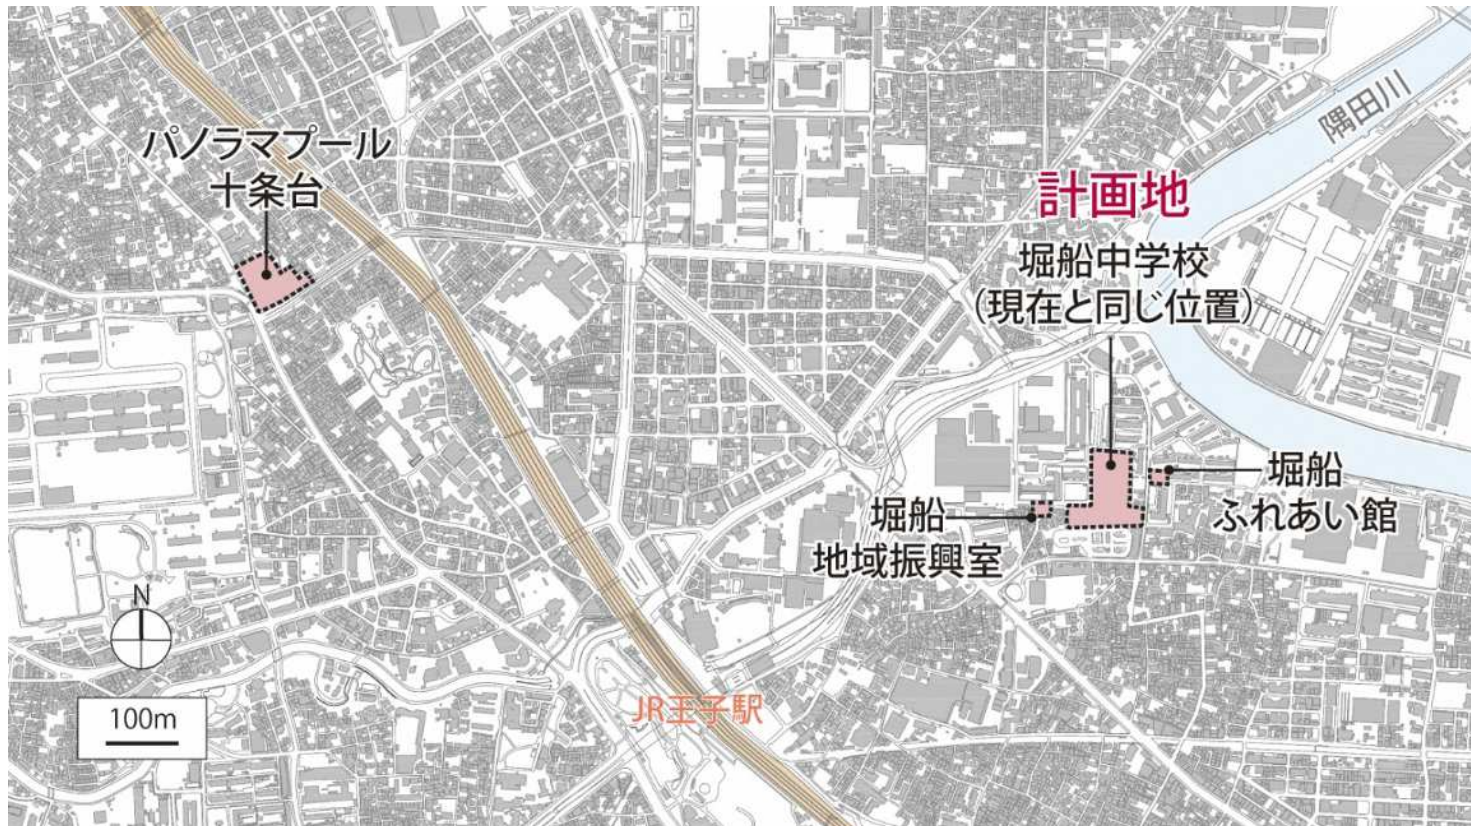 パノラマプール
十条台
隅田川
計画地
堀船中学校
（現在と同じ位置）
堀船
ふれあい館
堀船
地域振興室
N
100m
JR王子駅